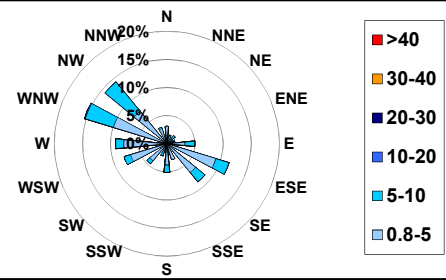 N
NNW 20% NNE
NW 15% NE
10%
WNW 5% ENE
W 0% E
WSW ESE
SW SE
SSW SSE
S
>40
30-40
20-30
10-20
5-10
0.8-5